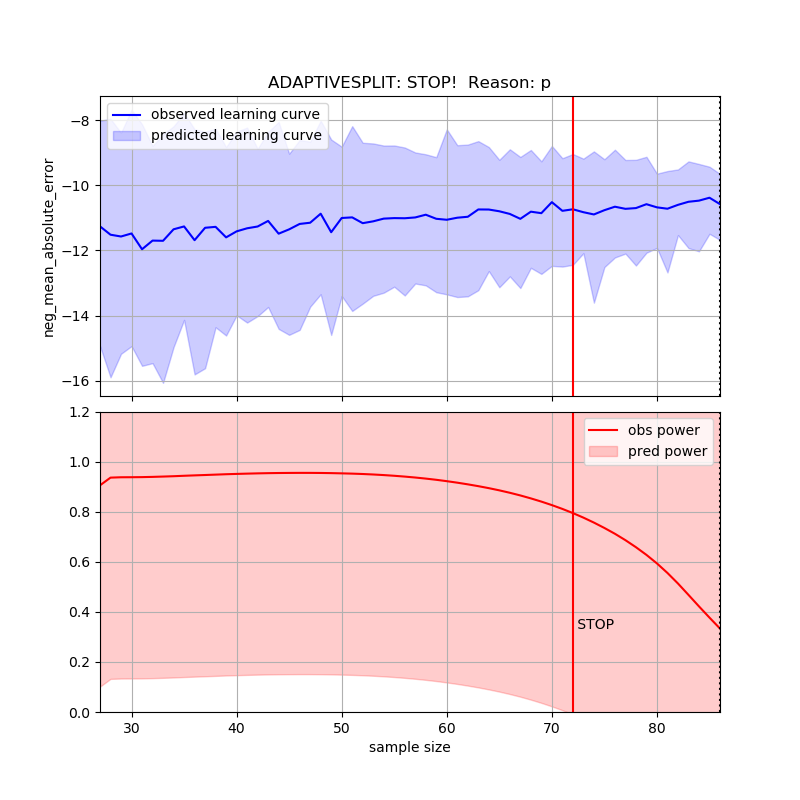 ADAPTIVESPLIT: STOP!  Reason: p
observed learning curve
predicted learning curve
neg_mean_absolute_error
−8
−10
−12
−14
−16
obs power
pred power
1.2
1.0
0.8
0.6
0.4
0.2
0.0
STOP
30 40 50 60 70 80
sample size